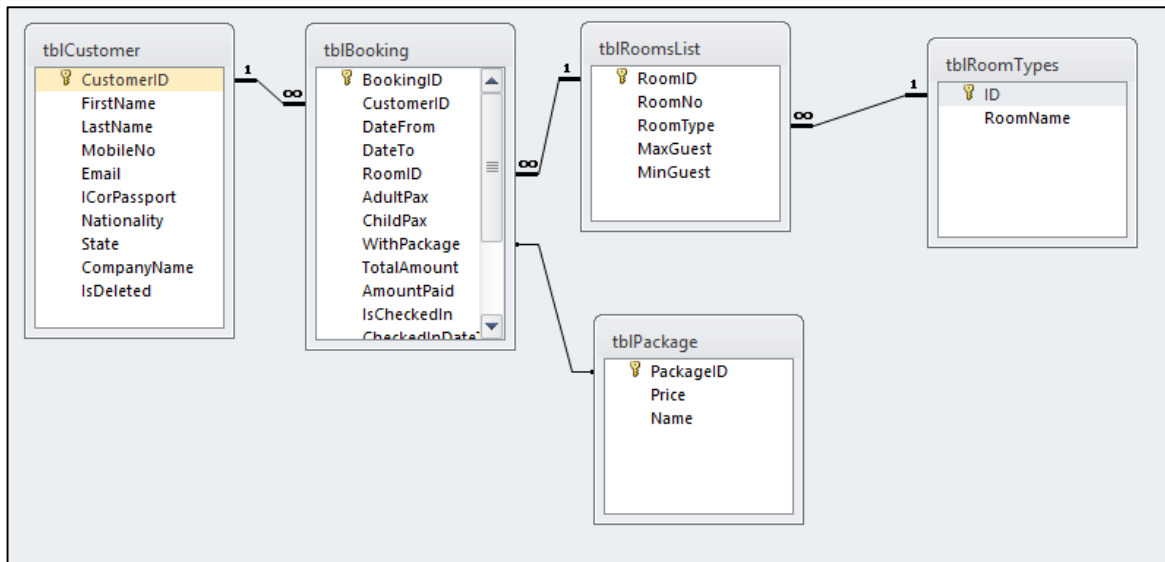 tblCustomer
CustomerID
FirstName
LastName
MobileNo
Email
ICorPassport
Nationality
State
CompanyName
IsDeleted
1
∞
tblBooking
BookingID
CustomerID
DateFrom
DateTo
RoomID
AdultPax
ChildPax
WithPackage
TotalAmount
AmountPaid
IsCheckedIn
1
∞
tblRoomsList
RoomID
RoomNo
RoomType
MaxGuest
MinGuest
1
∞
tblRoomTypes
ID
RoomName
tblPackage
PackageID
Price
Name